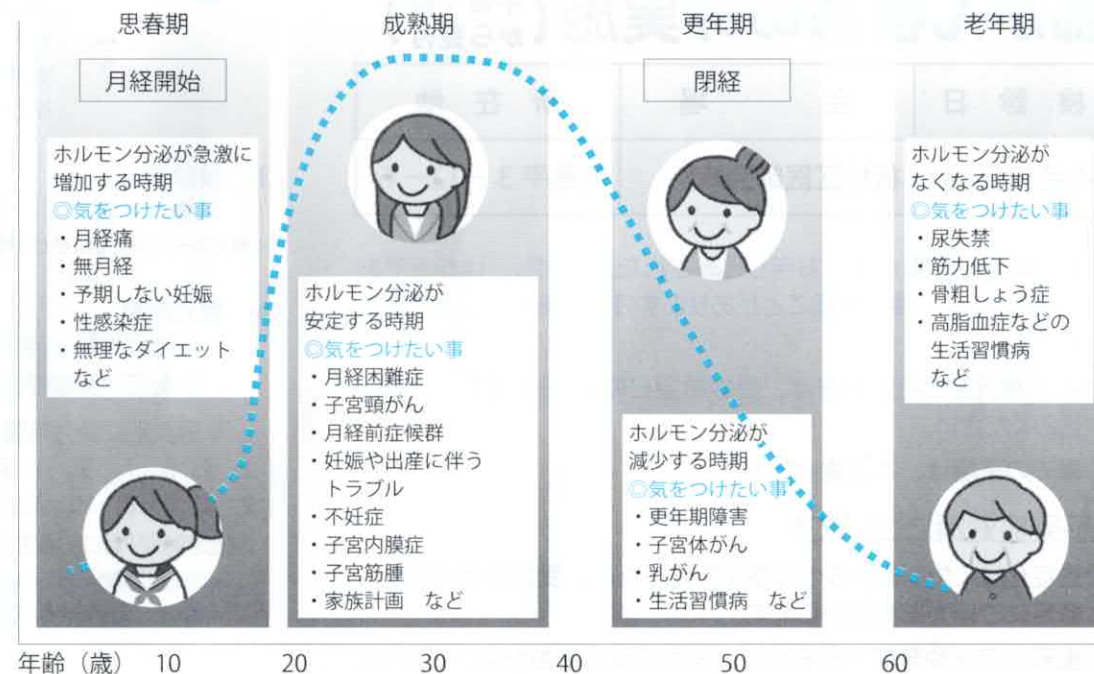 思春期
月経開始
ホルモン分泌が急激に
増加する時期
◎気をつけたい事
・月経痛
・無月経
・予期しない妊娠
・性感染症
・無理なダイエット
など
成熟期
ホルモン分泌が
安定する時期
◎気をつけたい事
・月経困難症
・子宮頸がん
・月経前症候群
・妊娠や出産に伴う
トラブル
・不妊症
・子宮内膜症
・子宮筋腫
・家族計画　など
更年期
閉経
ホルモン分泌が
減少する時期
◎気をつけたい事
・更年期障害
・子宮体がん
・乳がん
・生活習慣病　など
老年期
ホルモン分泌が
なくなる時期
◎気をつけたい事
・尿失禁
・筋力低下
・骨粗しょう症
・高脂血症などの
生活習慣病
など
年齢（歳） 10 20 30 40 50 60